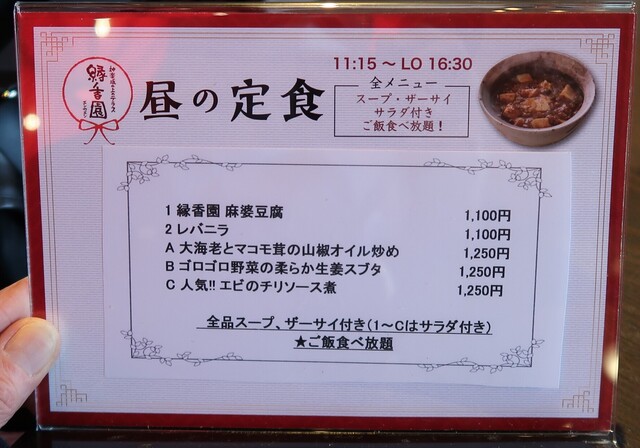 縁香園
昼の定食
11:15 ～ LO 16:30
全メニュー
スープ・ザーサイ
サラダ付き
ご飯食べ放題！
1 縁香園 麻婆豆腐 1,100円
2 レバニラ 1,100円
A 大海老とマコモ茸の山椒オイル炒め 1,250円
B ゴロゴロ野菜の柔らか生姜スブタ 1,250円
C 人気!! エビのチリソース煮 1,250円
全品スープ、ザーサイ付き(1～Cはサラダ付き)
★ご飯食べ放題